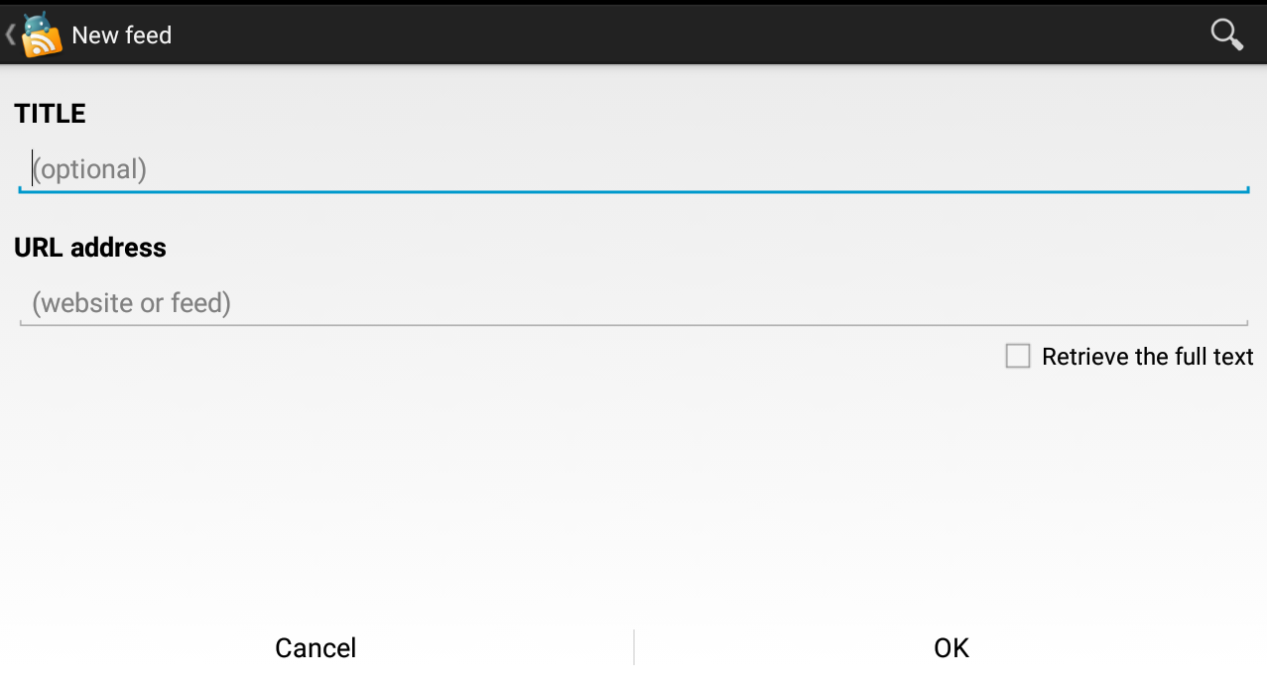 New feed
TITLE
(optional)
URL address
(website or feed)
Retrieve the full text
Cancel
OK